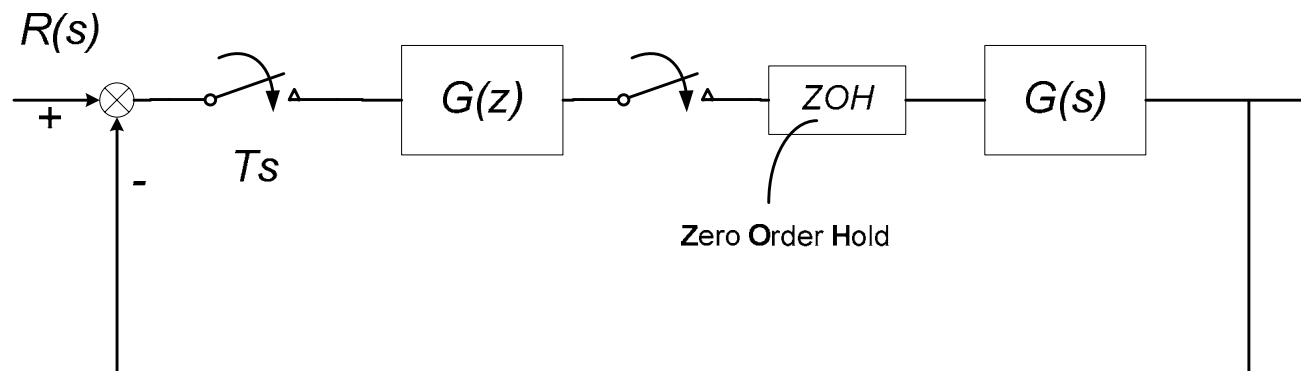 R(s)
+
-
Ts
G(z)
ZOH
G(s)
Zero Order Hold